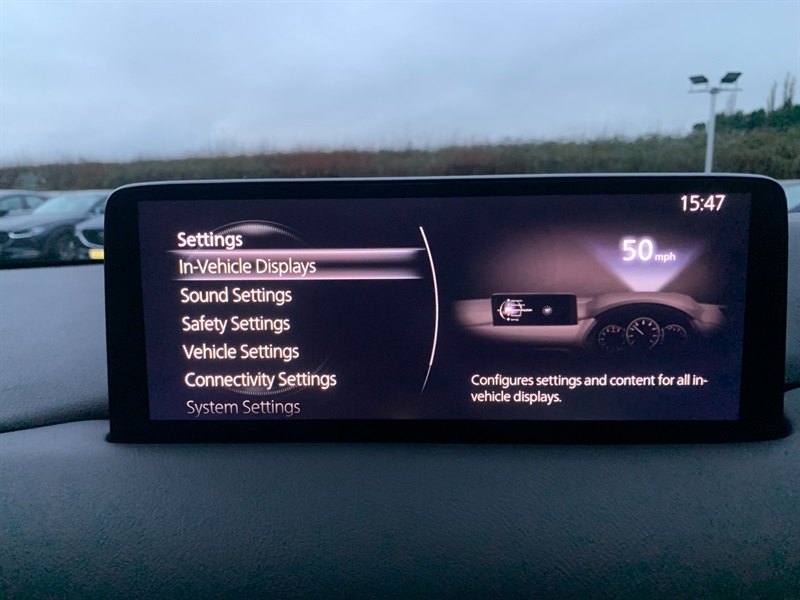 15:47
Settings
In-Vehicle Displays
Sound Settings
Safety Settings
Vehicle Settings
Connectivity Settings
System Settings
50 mph
Configures settings and content for all in-
vehicle displays.